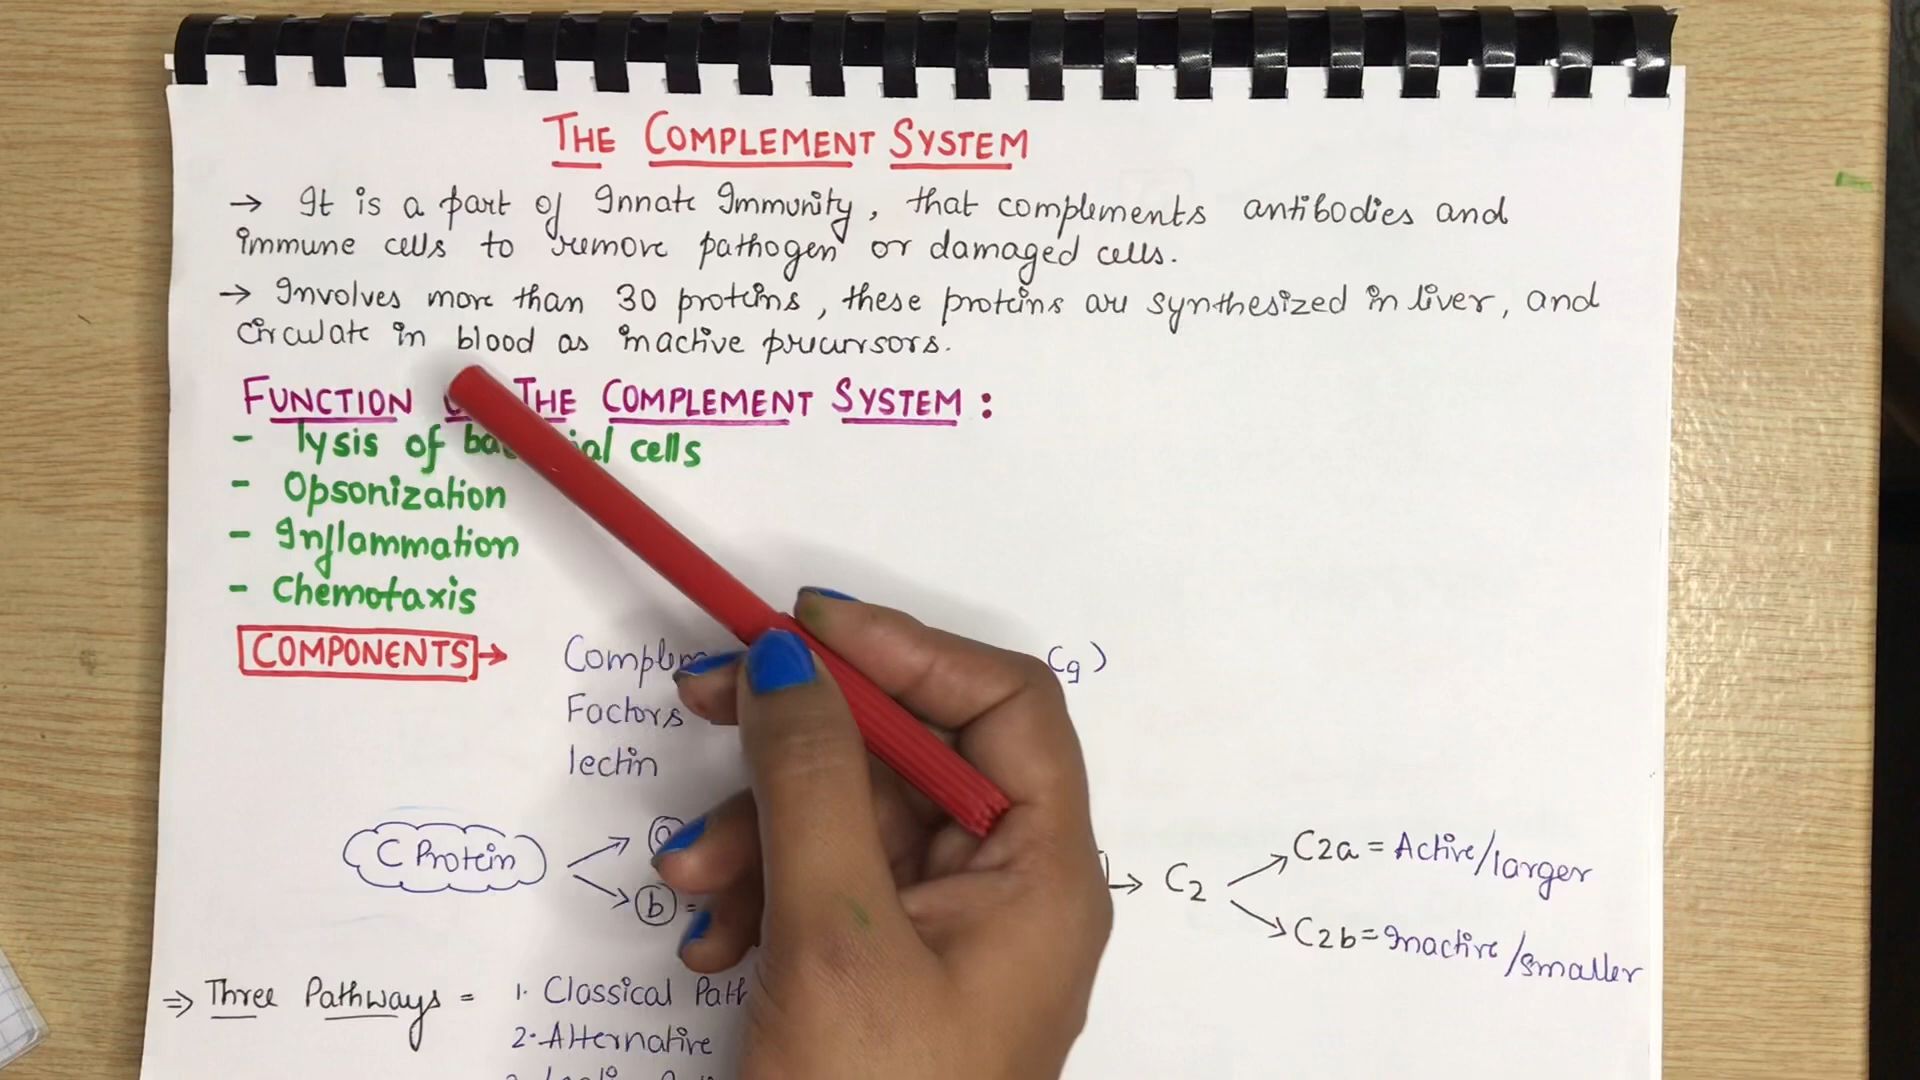 THE COMPLEMENT SYSTEM
→ It is a part of Innate Immunity, that complements antibodies and
immune cells to remove pathogen or damaged cells.
→ Involves more than 30 proteins, these proteins are synthesized in liver, and
circulate in blood as inactive precursors.
FUNCTION THE COMPLEMENT SYSTEM :
- lysis of cells
- Opsonization
- Inflammation
- Chemotaxis
COMPONENTS →
Factors
lectin
C Protein
b =
→ C2
C2a = Active/larger
C2b = Inactive/smaller
⇒ Three Pathways =
1. Classical
2. Alternative